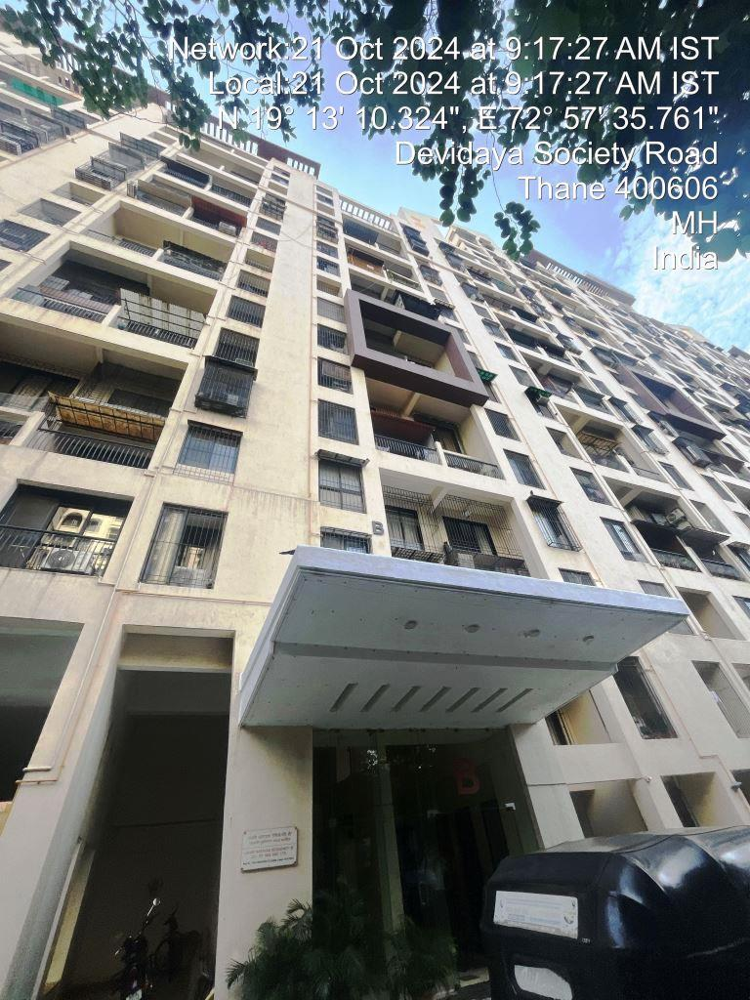 Network:21 Oct 2024 at 9:17:27 AM IST
Local:21 Oct 2024 at 9:17:27 AM IST
N 19° 13' 10.324", E 72° 57' 35.761"
Devidaya Society Road
Thane 400606
MH
India
B
B